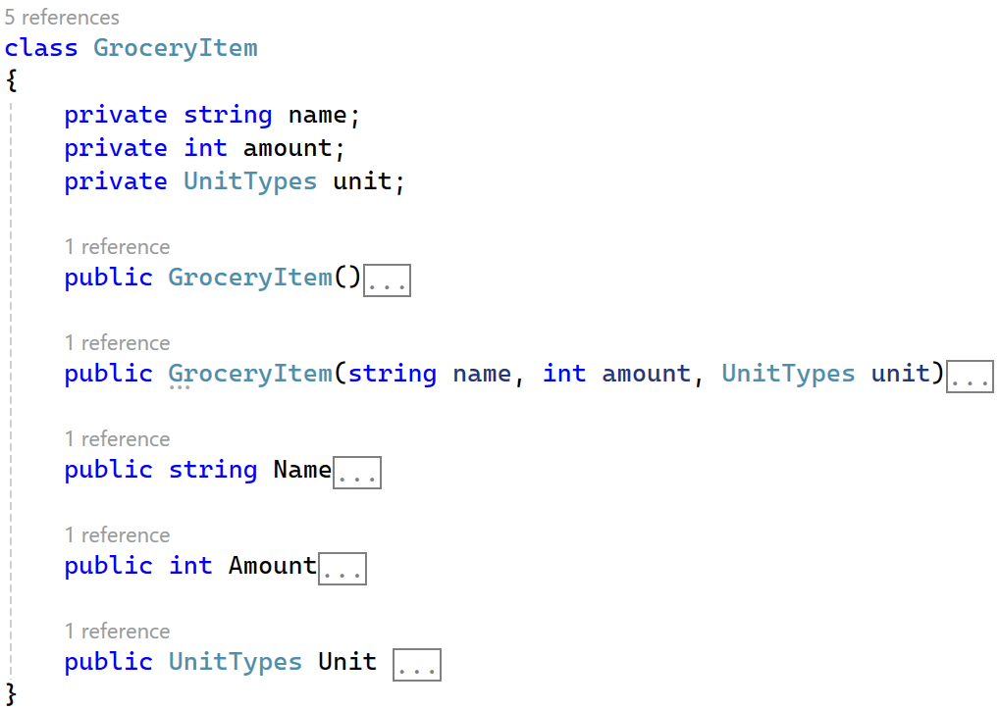 5 references
class GroceryItem
{
    private string name;
    private int amount;
    private UnitTypes unit;
    1 reference
    public GroceryItem()...
    1 reference
    public GroceryItem(string name, int amount, UnitTypes unit)...
    1 reference
    public string Name...
    1 reference
    public int Amount...
    1 reference
    public UnitTypes Unit ...
}